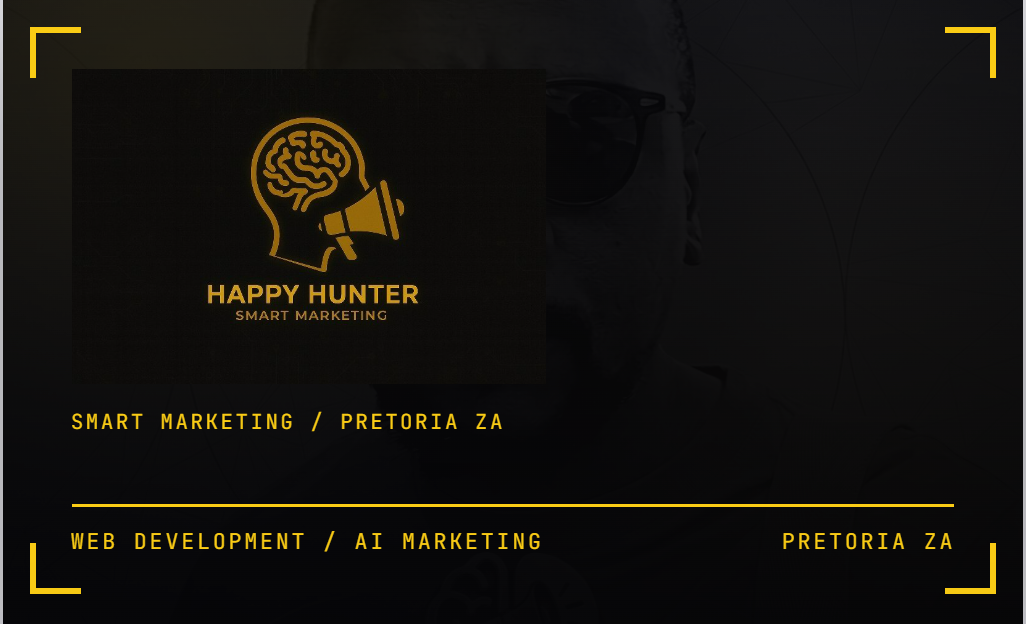 HAPPY HUNTER
SMART MARKETING
SMART MARKETING / PRETORIA ZA
WEB DEVELOPMENT / AI MARKETING
PRETORIA ZA